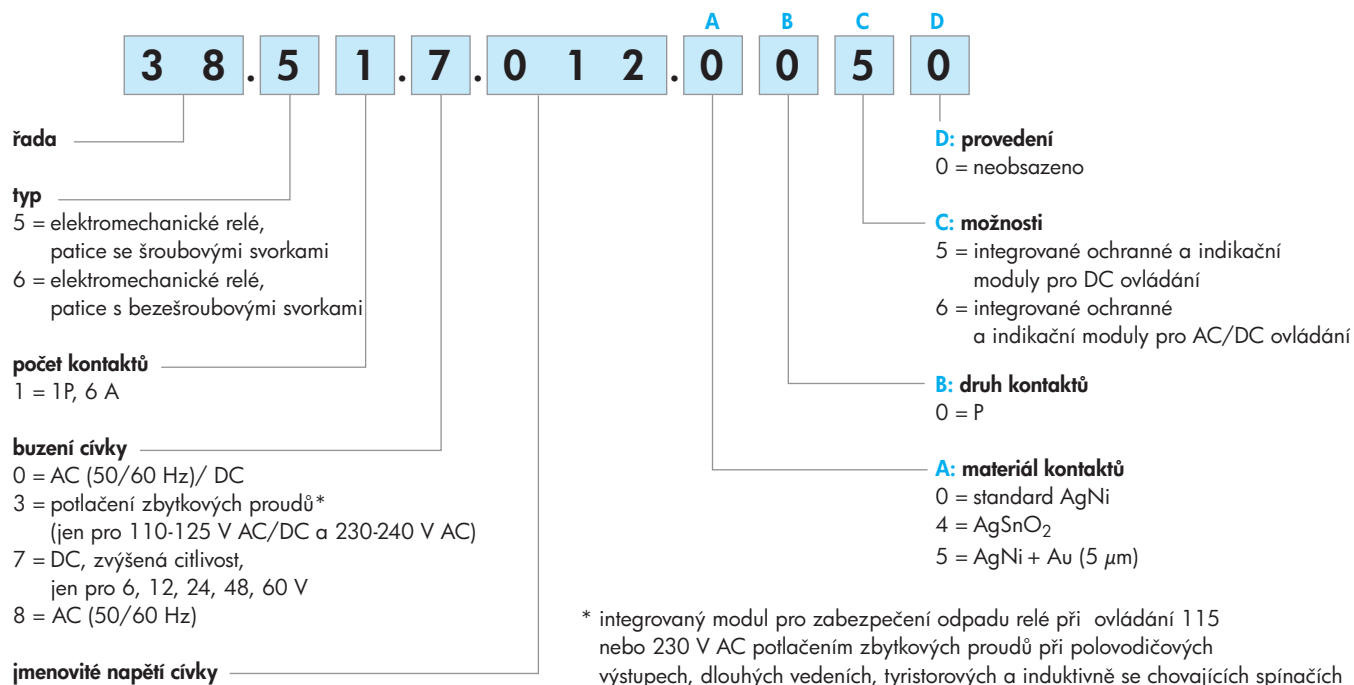 A B C D
3 8 . 5 1 . 7 . 0 1 2 . 0 0 5 0
řada
typ
5 = elektromechanické relé,
patice se šroubovými svorkami
6 = elektromechanické relé,
patice s bezešroubovými svorkami
počet kontaktů
1 = 1P, 6 A
buzení cívky
0 = AC (50/60 Hz)/ DC
3 = potlačení zbytkových proudů*
(jen pro 110-125 V AC/DC a 230-240 V AC)
7 = DC, zvýšená citlivost,
jen pro 6, 12, 24, 48, 60 V
8 = AC (50/60 Hz)
jmenovité napětí cívky
D: provedení
0 = neobsazeno
C: možnosti
5 = integrované ochranné a indikační
moduly pro DC ovládání
6 = integrované ochranné
a indikační moduly pro AC/DC ovládání
B: druh kontaktů
0 = P
A: materiál kontaktů
0 = standard AgNi
4 = AgSnO2
5 = AgNi + Au (5 µm)
* integrovaný modul pro zabezpečení odpadu relé při ovládání 115
nebo 230 V AC potlačením zbytkových proudů při polovodičových
výstupech, dlouhých vedeních, tyristorových a induktivně se chovajících spínačích